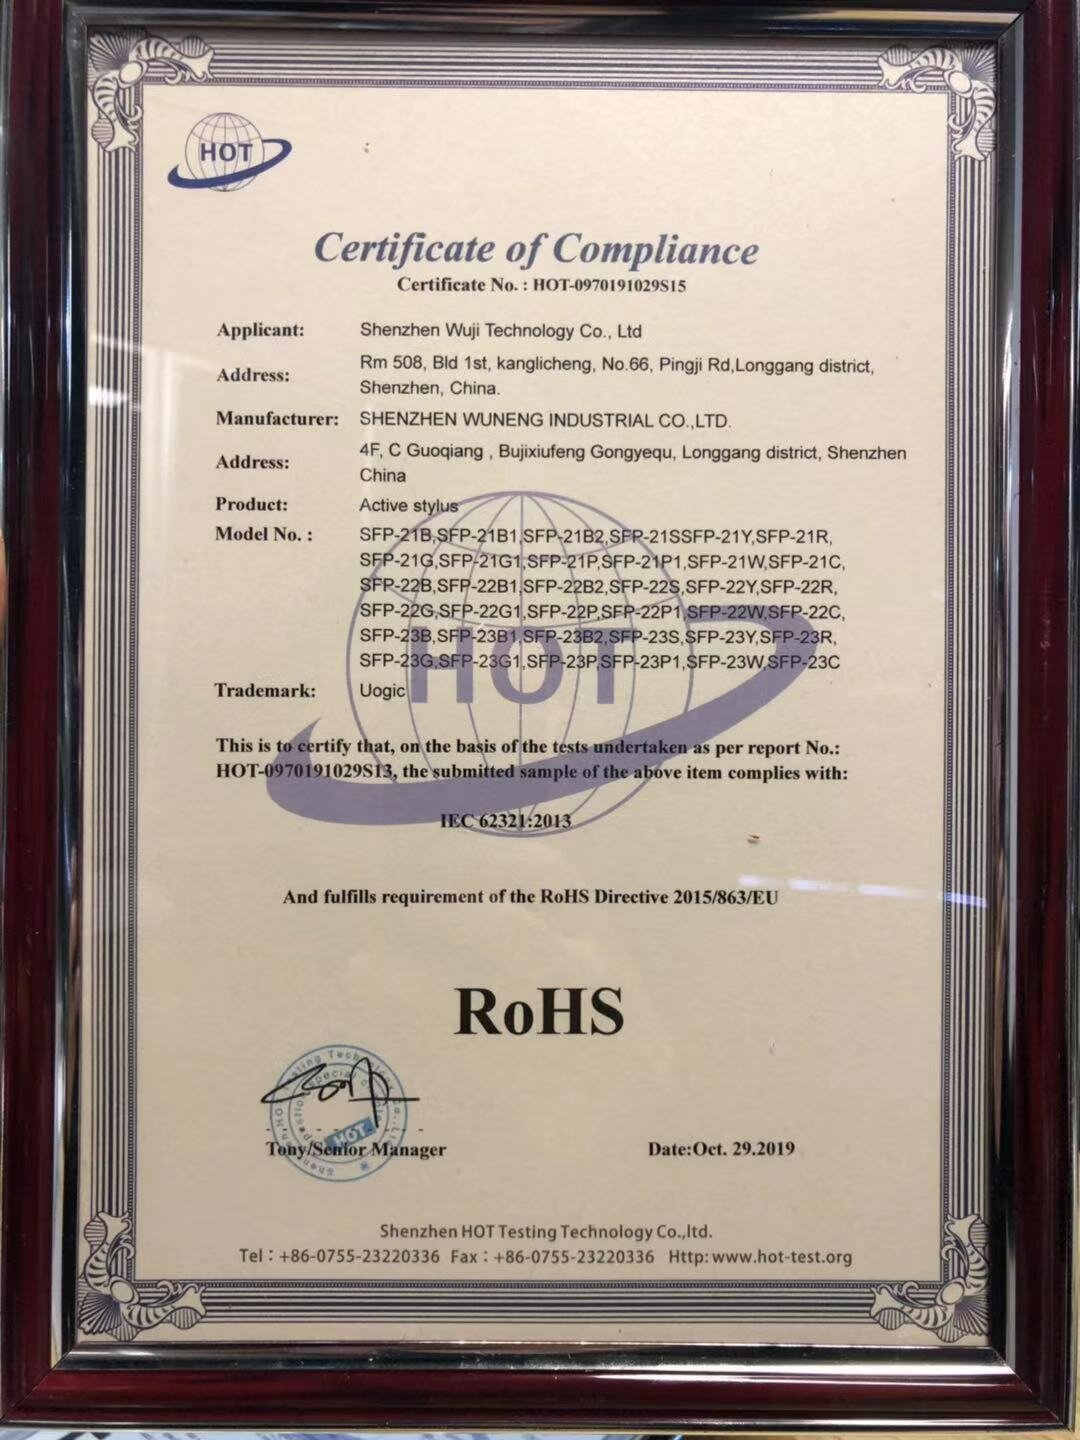 HOT
Certificate of Compliance
Certificate No. : HOT-0970191029S15
Applicant: Shenzhen Wuji Technology Co., Ltd
Address: Rm 508, Bld 1st, kanglicheng, No.66, Pingji Rd,Longgang district,
Shenzhen, China.
Manufacturer: SHENZHEN WUNENG INDUSTRIAL CO.,LTD.
Address: 4F, C Guoqiang , Bujixiufeng Gongyequ, Longgang district, Shenzhen
China
Product: Active stylus
Model No. : SFP-21B,SFP-21B1,SFP-21B2,SFP-21SSFP-21Y,SFP-21R,
SFP-21G,SFP-21G1,SFP-21P,SFP-21P1,SFP-21W,SFP-21C,
SFP-22B,SFP-22B1,SFP-22B2,SFP-22S,SFP-22Y,SFP-22R,
SFP-22G,SFP-22G1,SFP-22P,SFP-22P1,SFP-22W,SFP-22C,
SFP-23B,SFP-23B1,SFP-23B2,SFP-23S,SFP-23Y,SFP-23R,
SFP-23G,SFP-23G1,SFP-23P,SFP-23P1,SFP-23W,SFP-23C
HOT
Trademark: Uogic
This is to certify that, on the basis of the tests undertaken as per report No.:
HOT-0970191029S13, the submitted sample of the above item complies with:
IEC 62321:2013
And fulfills requirement of the RoHS Directive 2015/863/EU
RoHS
HOT
Tony/Senior Manager Date:Oct. 29.2019
Shenzhen HOT Testing Technology Co.,ltd.
Tel : +86-0755-23220336 Fax : +86-0755-23220336 Http: www.hot-test.org